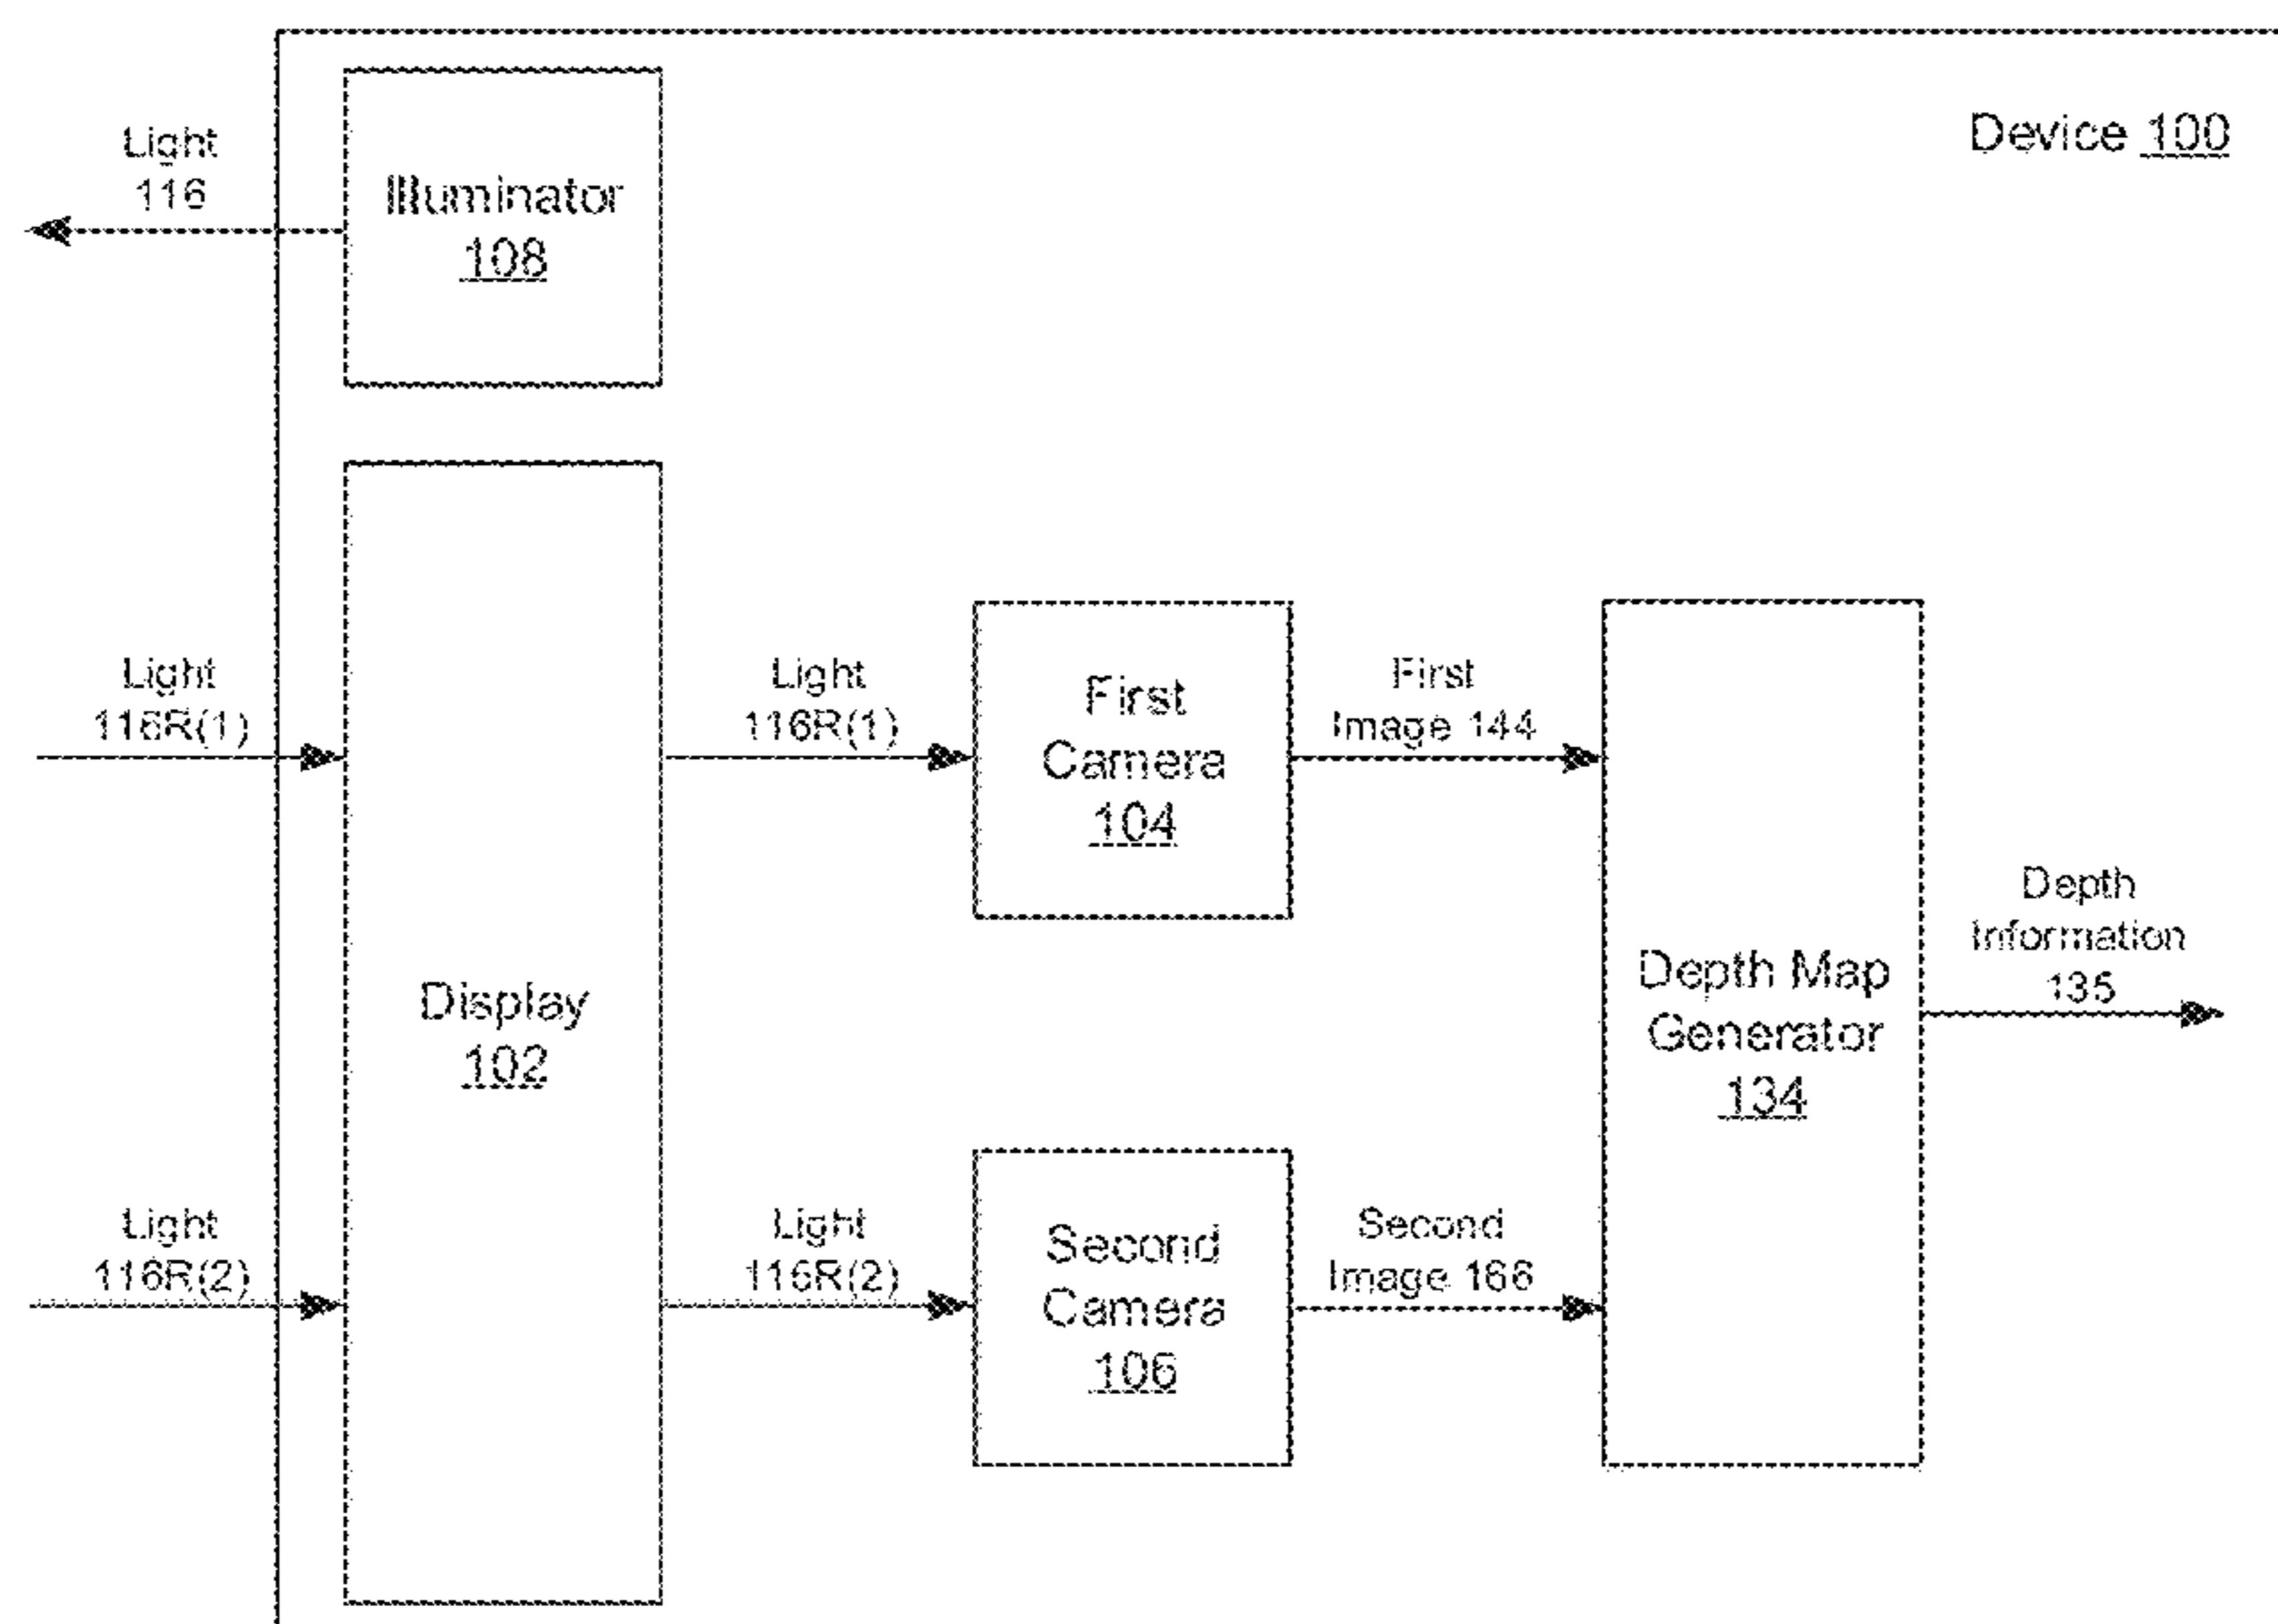 Device 100
Light
116
Illuminator
108
Light
116R(1)
Light
116R(1)
First
Camera
104
First
Image 144
Display
102
Depth Map
Generator
134
Depth
Information
135
Light
116R(2)
Light
116R(2)
Second
Camera
106
Second
Image 166